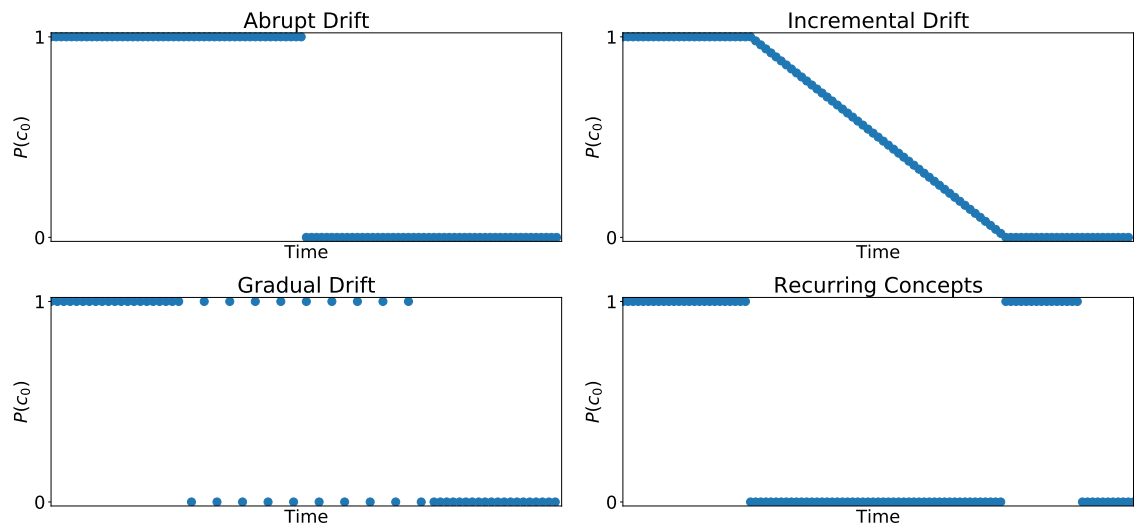 Abrupt Drift
1
P(c₀)
0
Time
Incremental Drift
1
P(c₀)
0
Time
Gradual Drift
1
P(c₀)
0
Time
Recurring Concepts
1
P(c₀)
0
Time